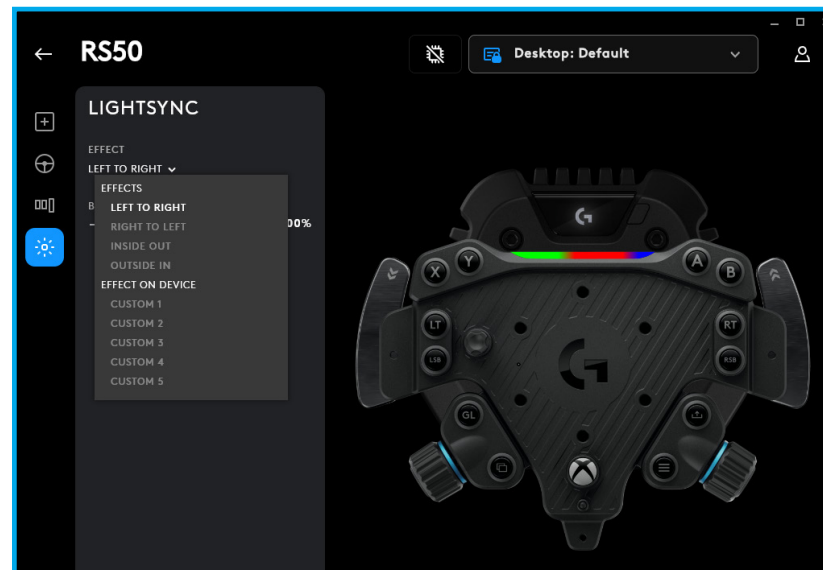 RS50
Desktop: Default
LIGHTSYNC
EFFECT
LEFT TO RIGHT
EFFECTS
LEFT TO RIGHT
RIGHT TO LEFT
INSIDE OUT
OUTSIDE IN
EFFECT ON DEVICE
CUSTOM 1
CUSTOM 2
CUSTOM 3
CUSTOM 4
CUSTOM 5
B
00%
G
X
Y
A
B
LT
RT
LSB
RSB
G
GL